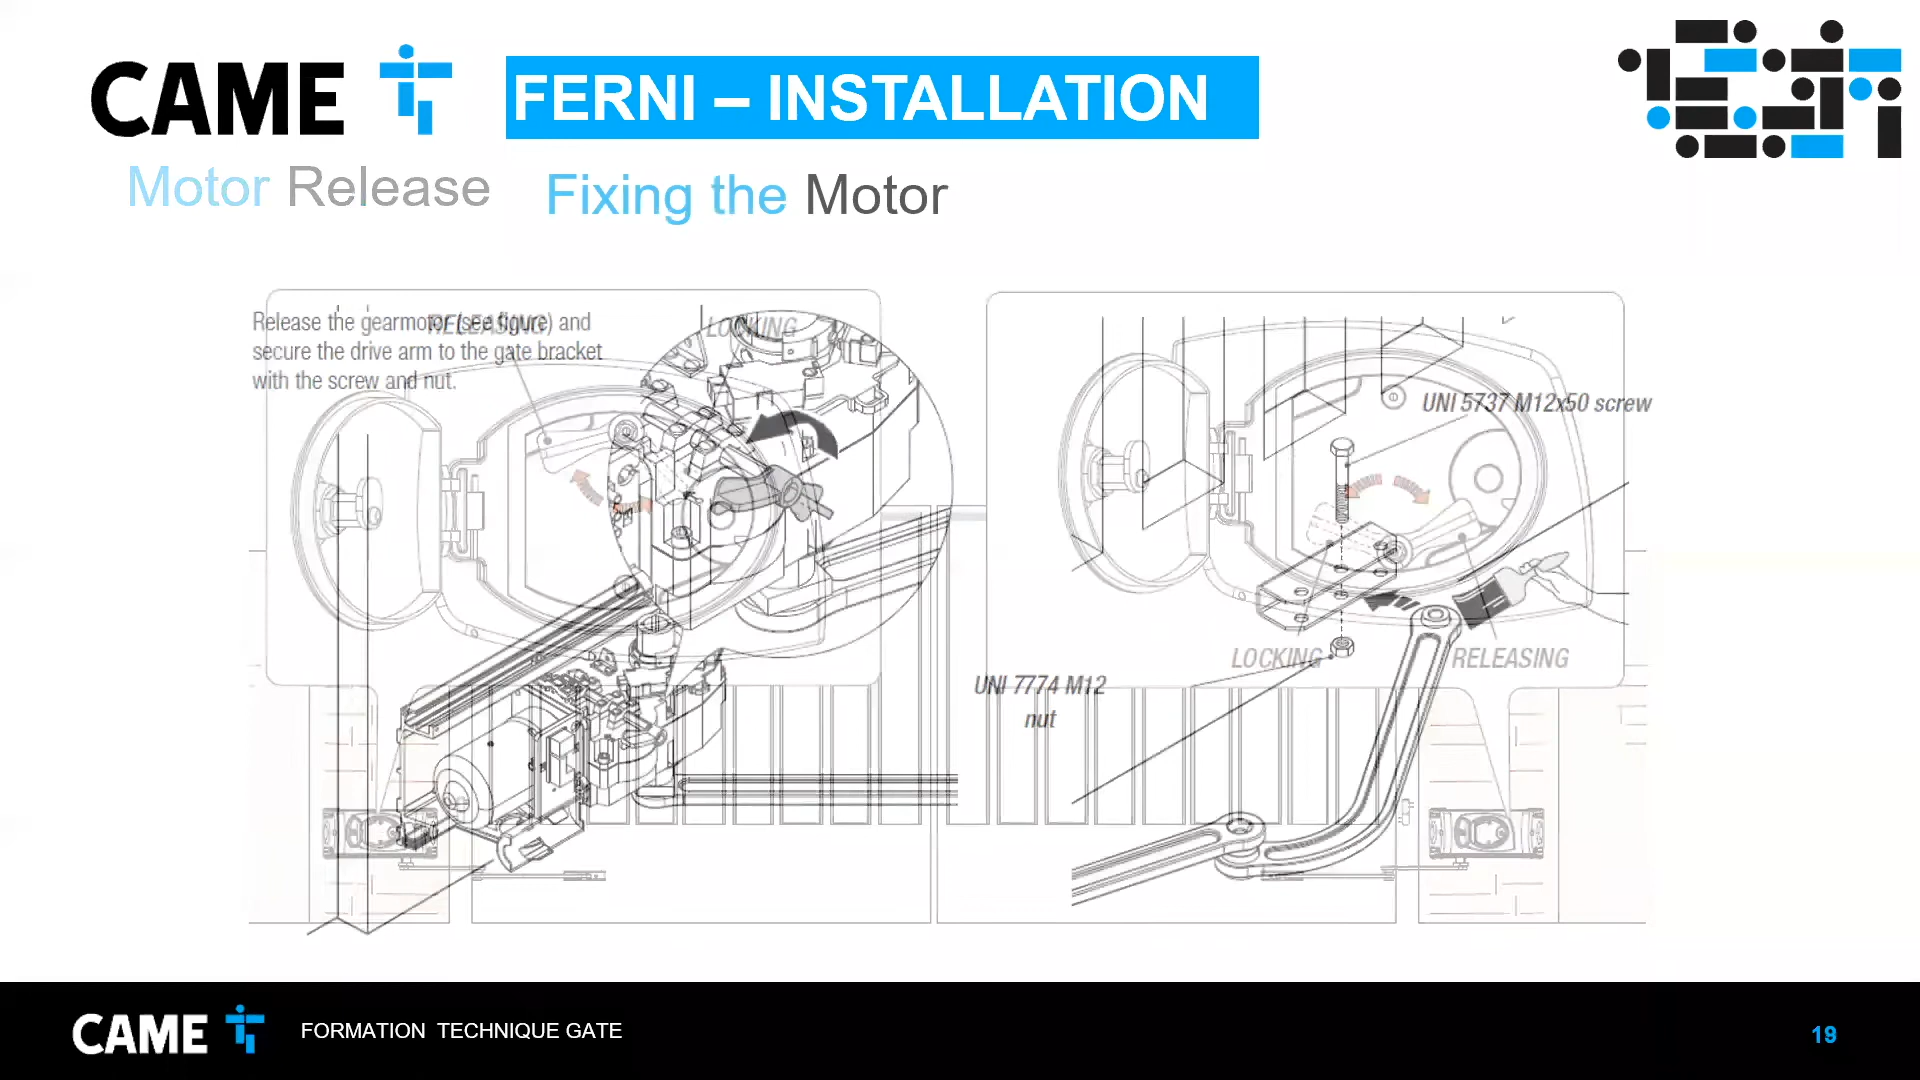 CAME
FERNI – INSTALLATION
Motor Release
Fixing the Motor
Release the gearmotor (see figure) and
secure the drive arm to the gate bracket
with the screw and nut.
RELEASING
LOCKING
UNI 5737 M12x50 screw
LOCKING
RELEASING
UNI 7774 M12
nut
CAME
FORMATION TECHNIQUE GATE